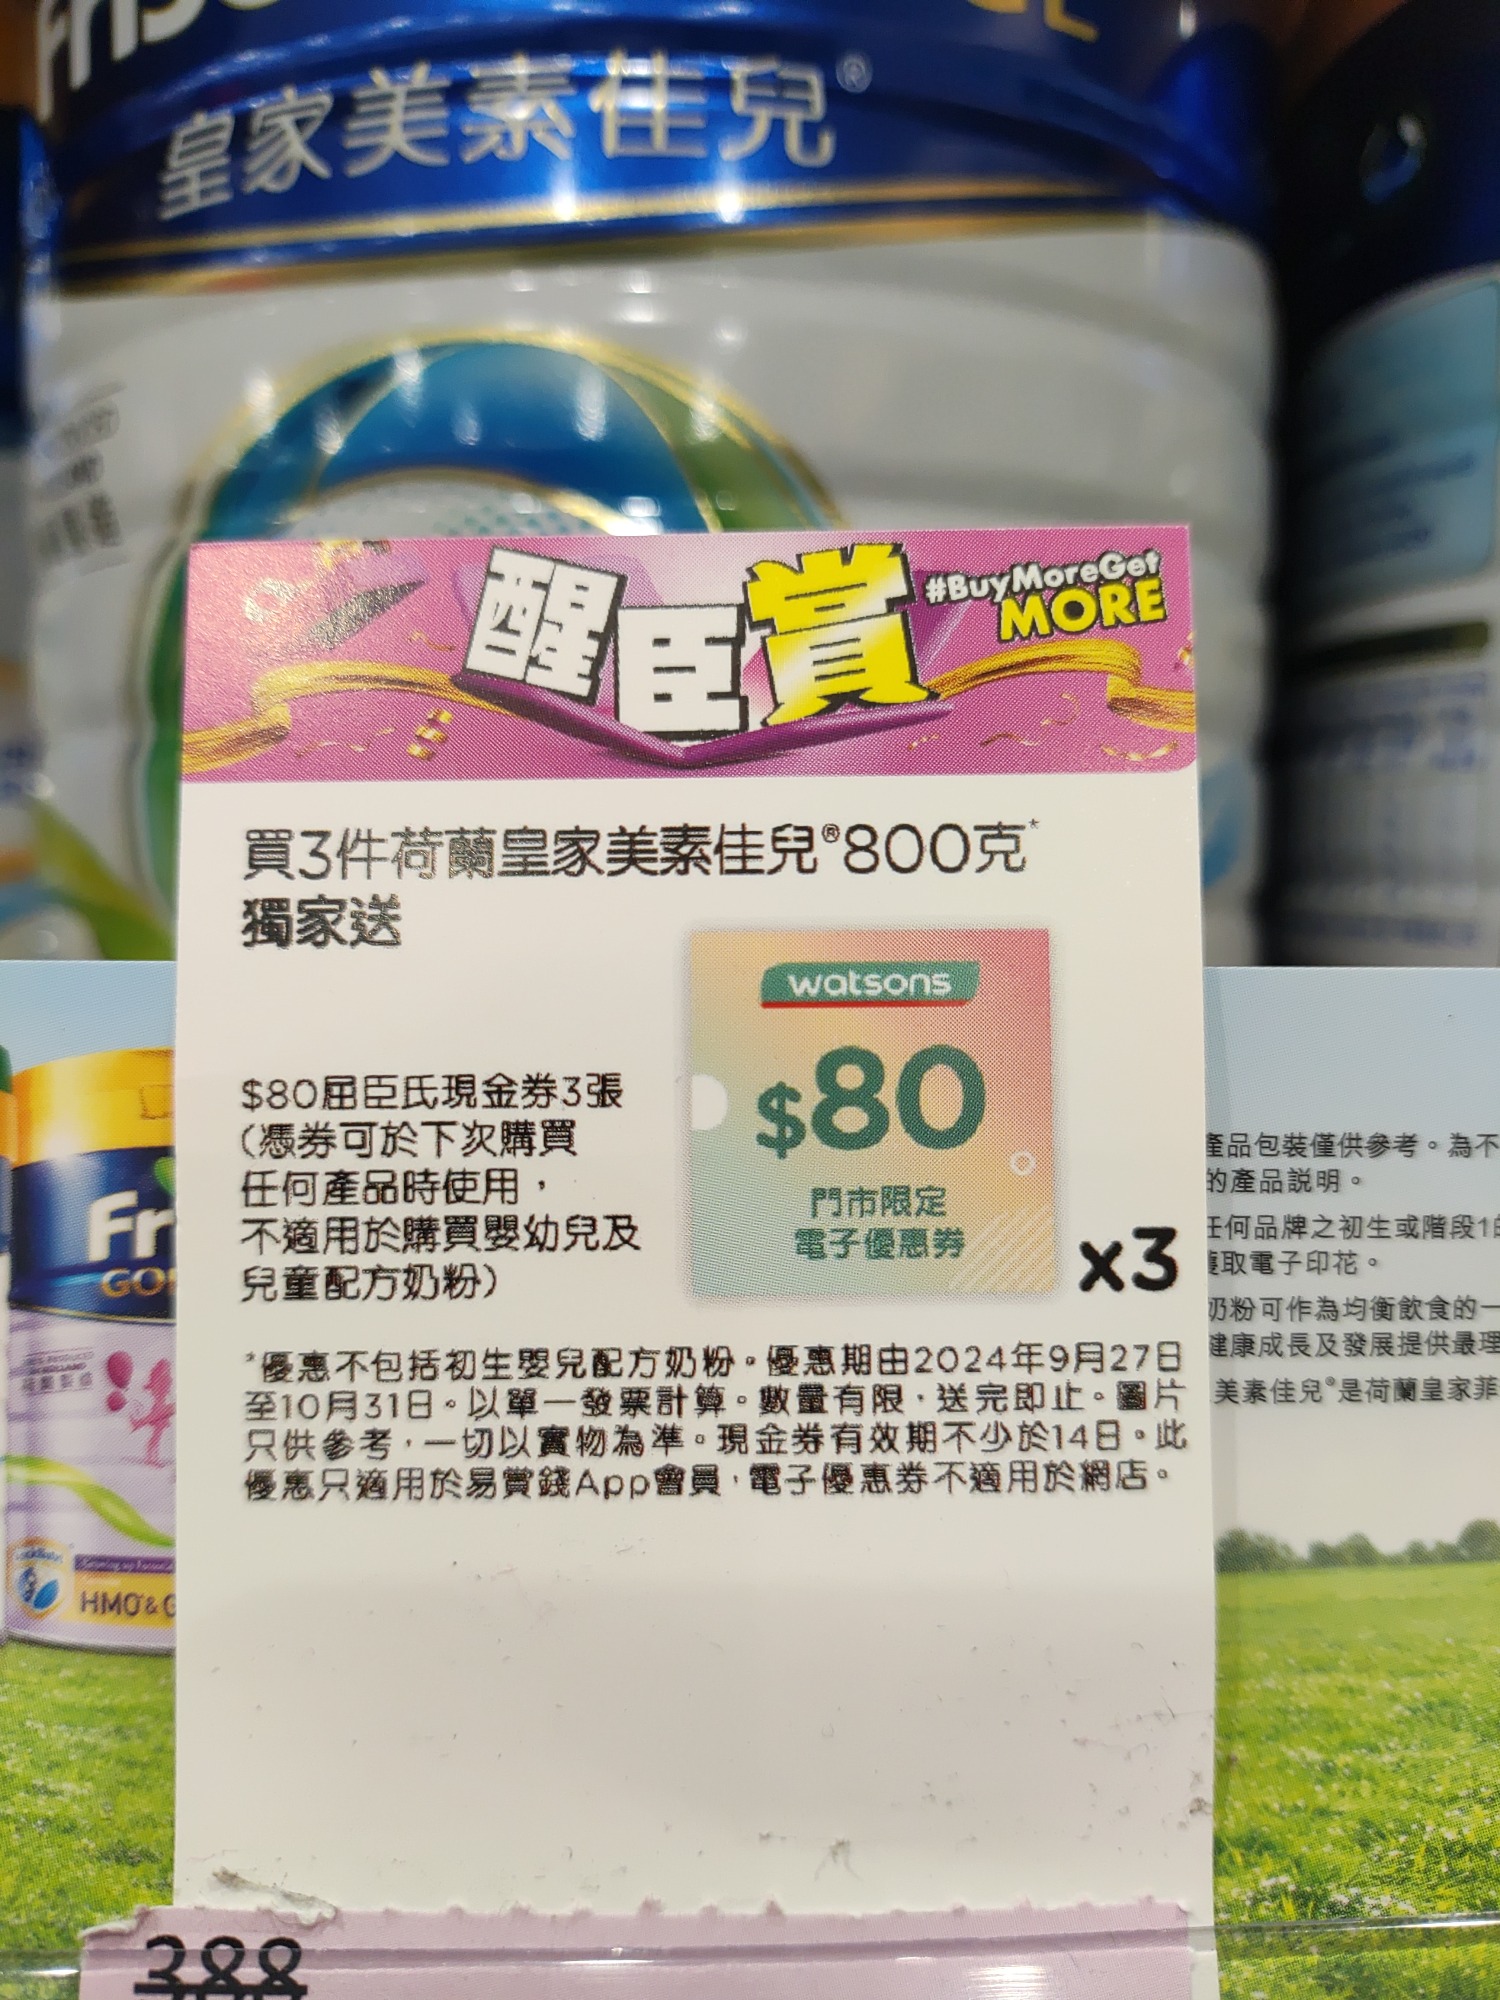 皇家美素佳兒®
醒臣賞
#BuyMoreGet
MORE
買3件荷蘭皇家美素佳兒®800克*
獨家送
watsons
$80
門市限定
電子優惠券
x3
$80屈臣氏現金券3張
(憑券可於下次購買
任何產品時使用，
不適用於購買嬰幼兒及
兒童配方奶粉)
*優惠不包括初生嬰兒配方奶粉。優惠期由2024年9月27日
至10月31日。以單一發票計算。數量有限，送完即止。圖片
只供參考，一切以實物為準。現金券有效期不少於14日。此
優惠只適用於易賞錢App會員，電子優惠券不適用於網店。
產品包裝僅供參考。為不
的產品説明。
任何品牌之初生或階段1的
獲取電子印花。
奶粉可作為均衡飲食的一
健康成長及發展提供最理
美素佳兒®是荷蘭皇家菲
HMO & G
388